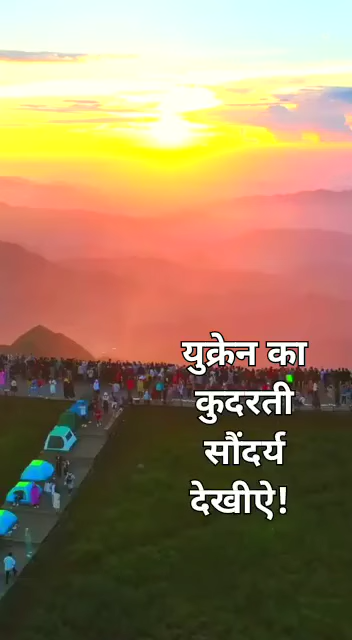 युक्रेन का
कुदरती
सौंदर्य
देखीऐ!